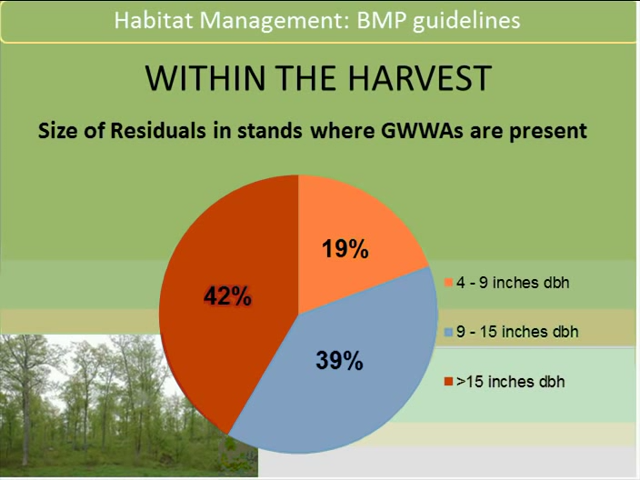 Habitat Management: BMP guidelines
WITHIN THE HARVEST
Size of Residuals in stands where GWWAs are present
19%
42%
39%
4 - 9 inches dbh
9 - 15 inches dbh
>15 inches dbh